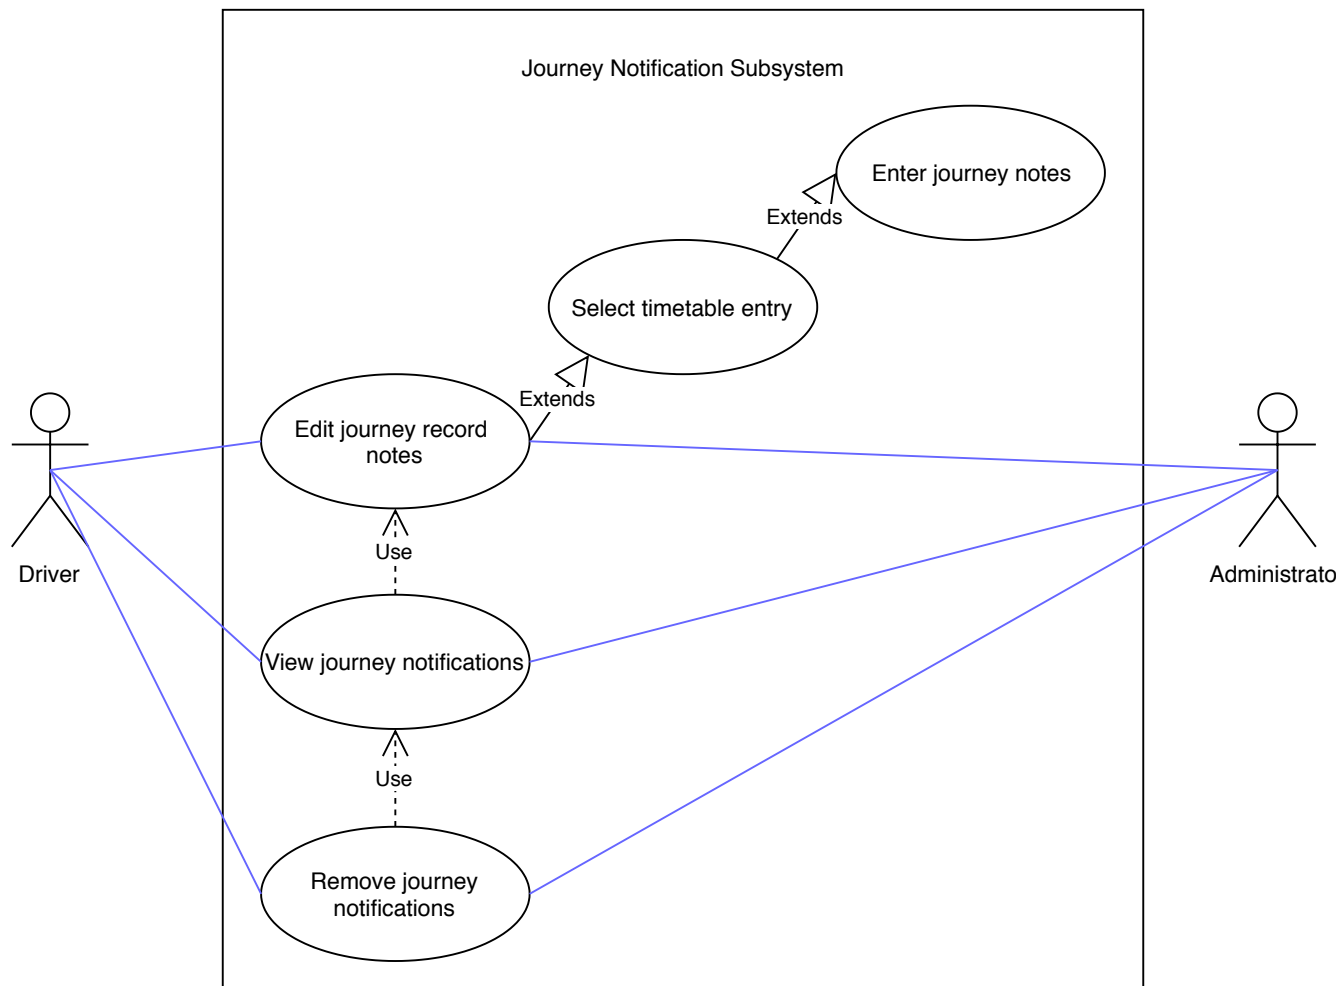 Journey Notification Subsystem
Enter journey notes
Extends
Select timetable entry
Extends
Edit journey record
notes
Use
Driver
Administrato
View journey notifications
Use
Remove journey
notifications